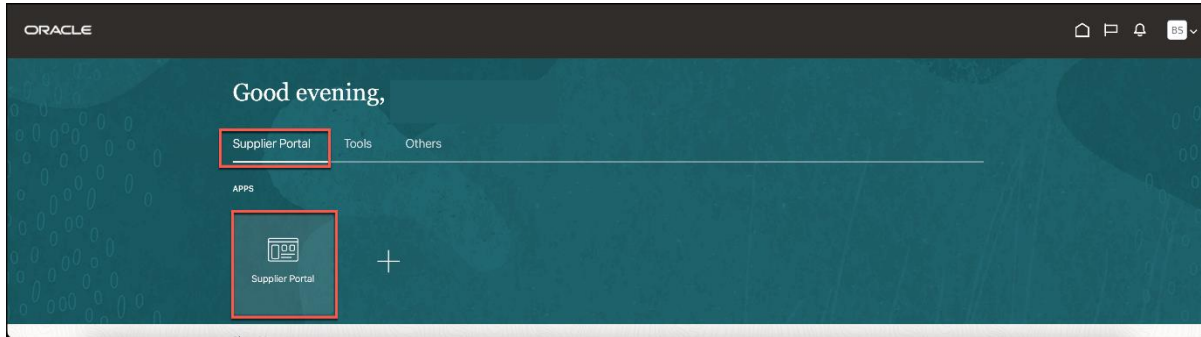 ORACLE
BS
Good evening,
Supplier Portal Tools Others
APPS
Supplier Portal